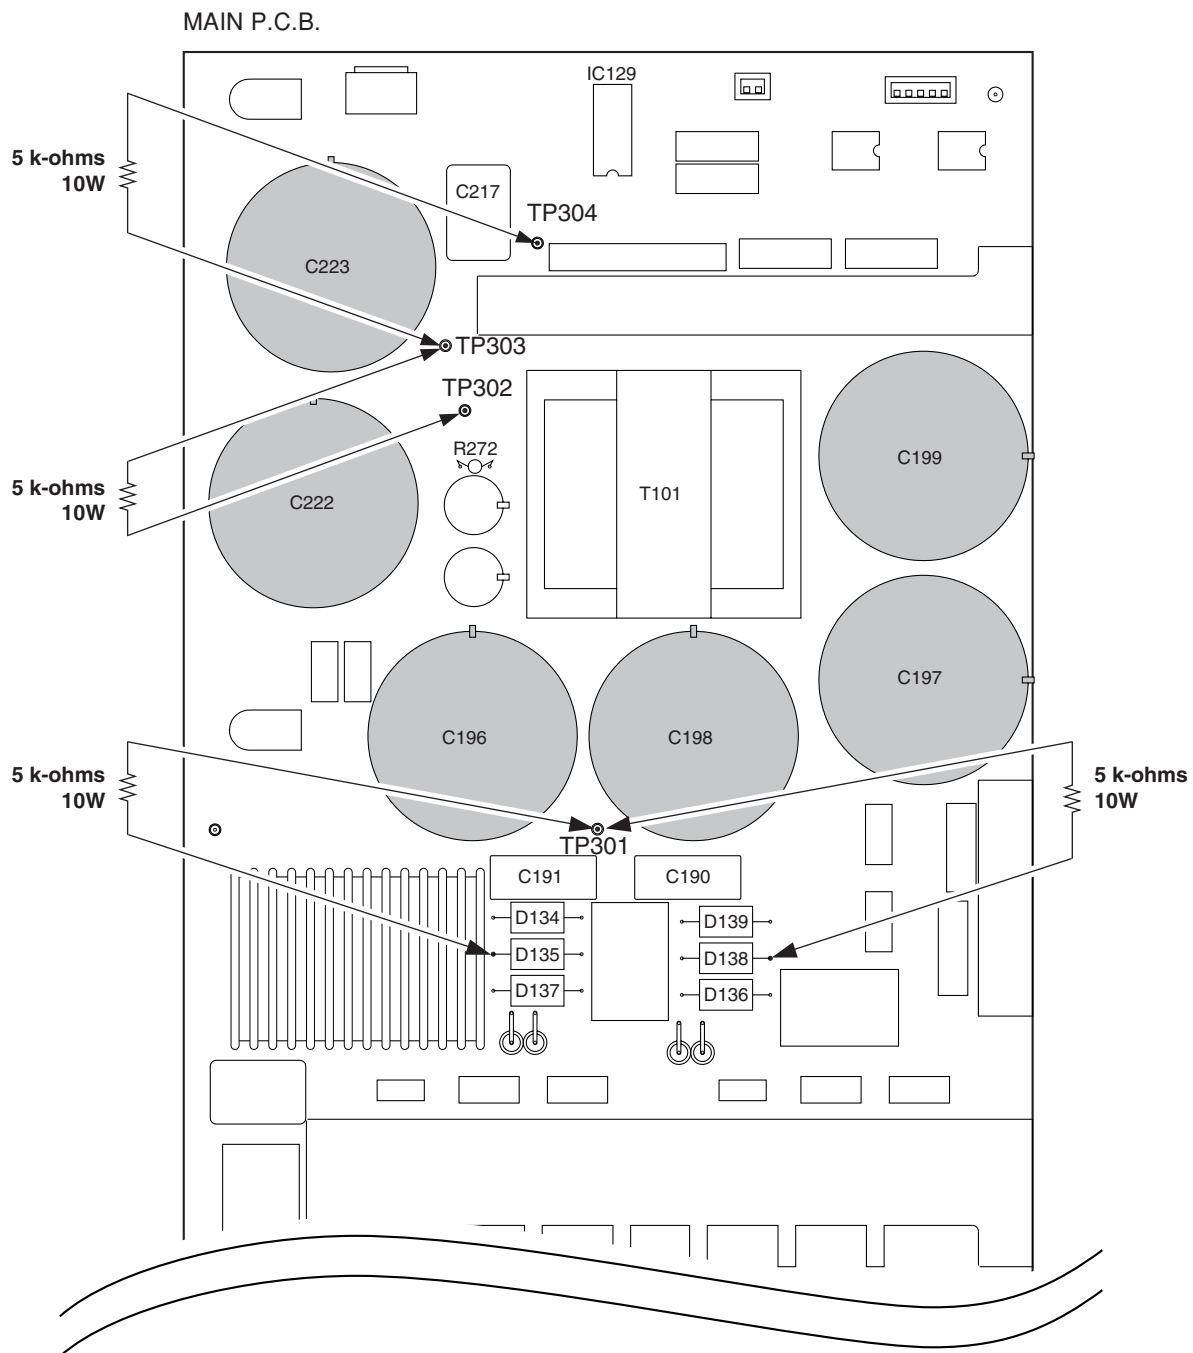 MAIN P.C.B.
IC129
5 k-ohms
10W
C217
TP304
C223
TP303
TP302
R272
C199
5 k-ohms
10W
C222
T101
C197
C196
C198
5 k-ohms
10W
5 k-ohms
10W
TP301
C191
C190
D134
D139
D135
D138
D137
D136